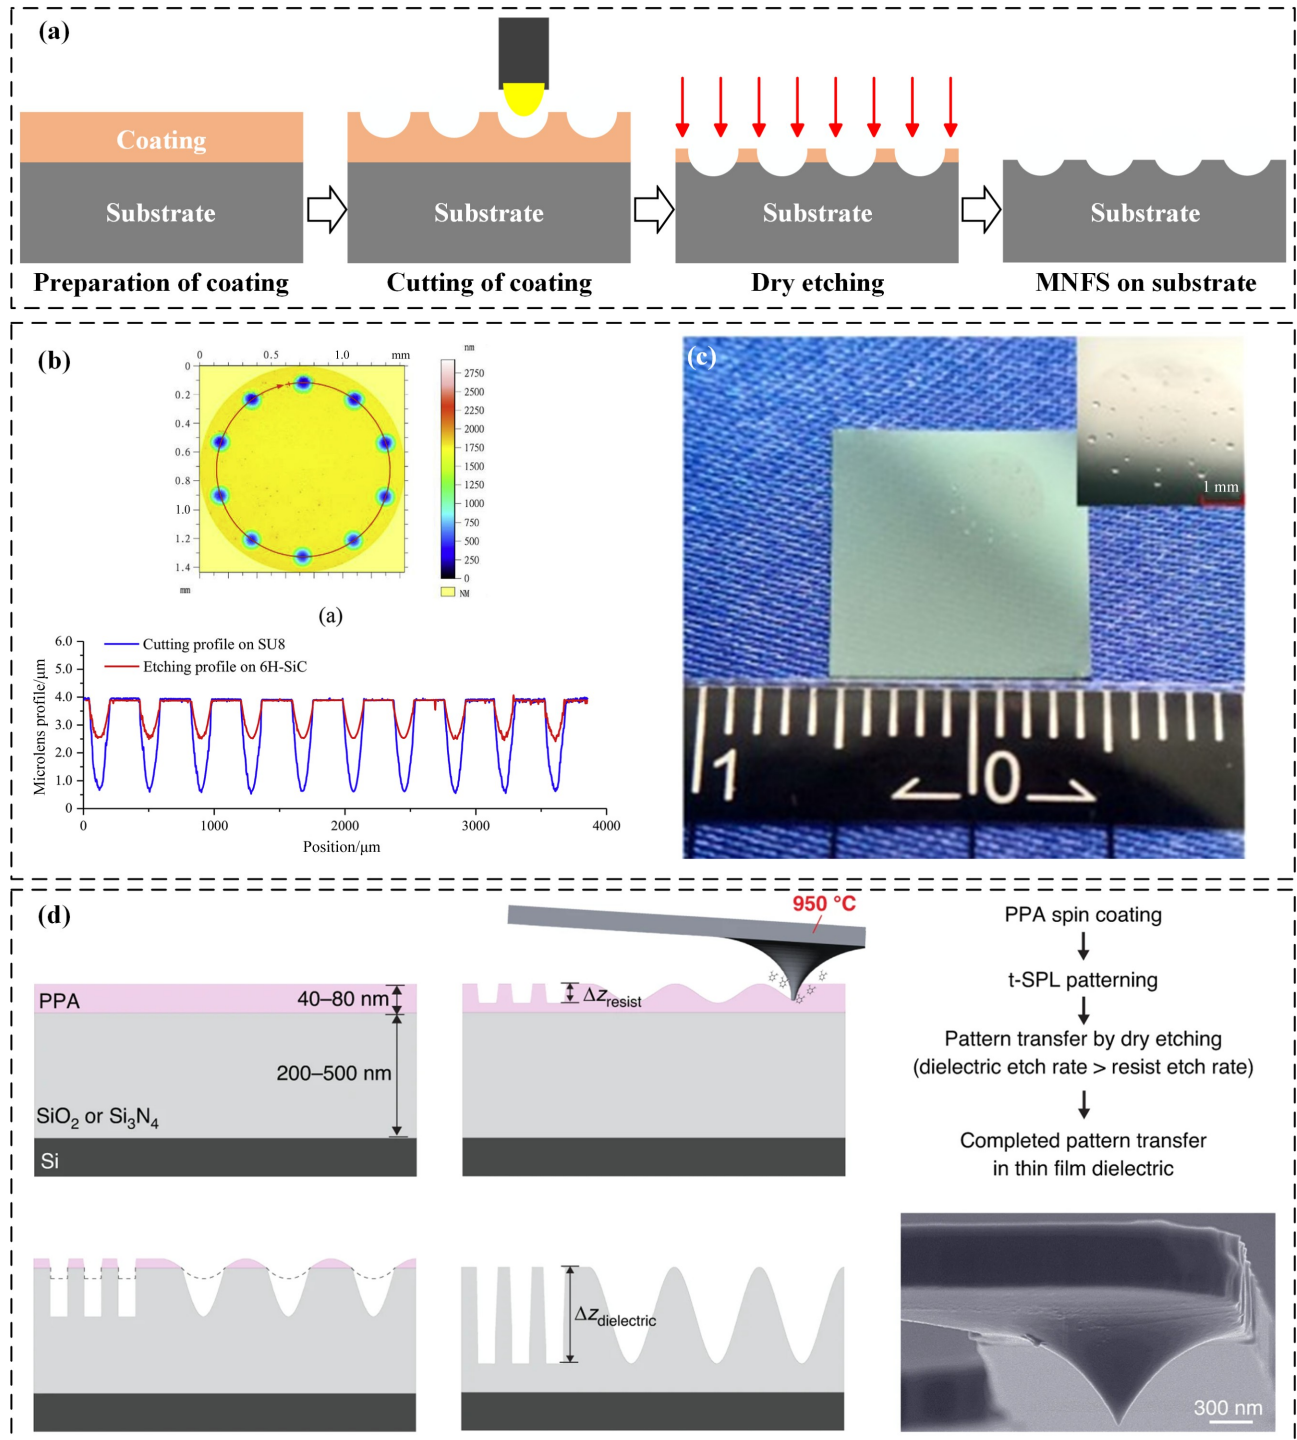 (a)
Coating
Substrate
Substrate
Substrate
Substrate
Preparation of coating
Cutting of coating
Dry etching
MNFS on substrate
(b)
0 0.5 1.0 mm
0
0.2
0.4
0.6
0.8
1.0
1.2
1.4
mm
nm
2750
2500
2250
2000
1750
1500
1250
1000
750
500
250
0
NM
(a)
Cutting profile on SU8
Etching profile on 6H-SiC
Microlens profile/μm
6.0
5.0
4.0
3.0
2.0
1.0
0
0 1000 2000 3000 4000
Position/μm
(c)
1 mm
1 0
(d)
PPA
40–80 nm
200–500 nm
SiO2 or Si3N4
Si
950 °C
Δzresist
PPA spin coating
t-SPL patterning
Pattern transfer by dry etching
(dielectric etch rate > resist etch rate)
Completed pattern transfer
in thin film dielectric
Δzdielectric
300 nm